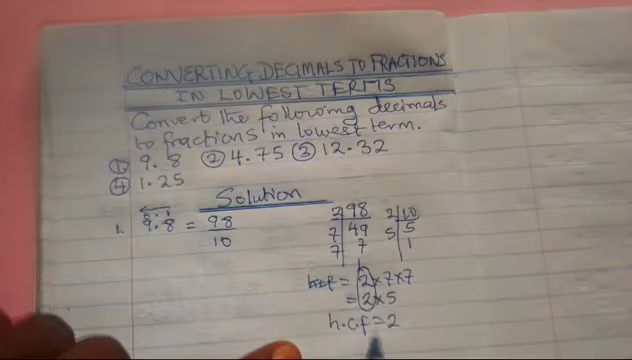 CONVERTING DECIMALS TO FRACTIONS
IN LOWEST TERMS
Convert the following decimals
to fractions in lowest term.
① 9.8 ② 4.75 ③ 12.32
④ 1.25
Solution
1. 9.8 = 98/10
2 | 98 2 | 10
7 | 49 5 | 5
7 | 7 | 1
1
= 2×7×7
= 2×5
h.c.f = 2